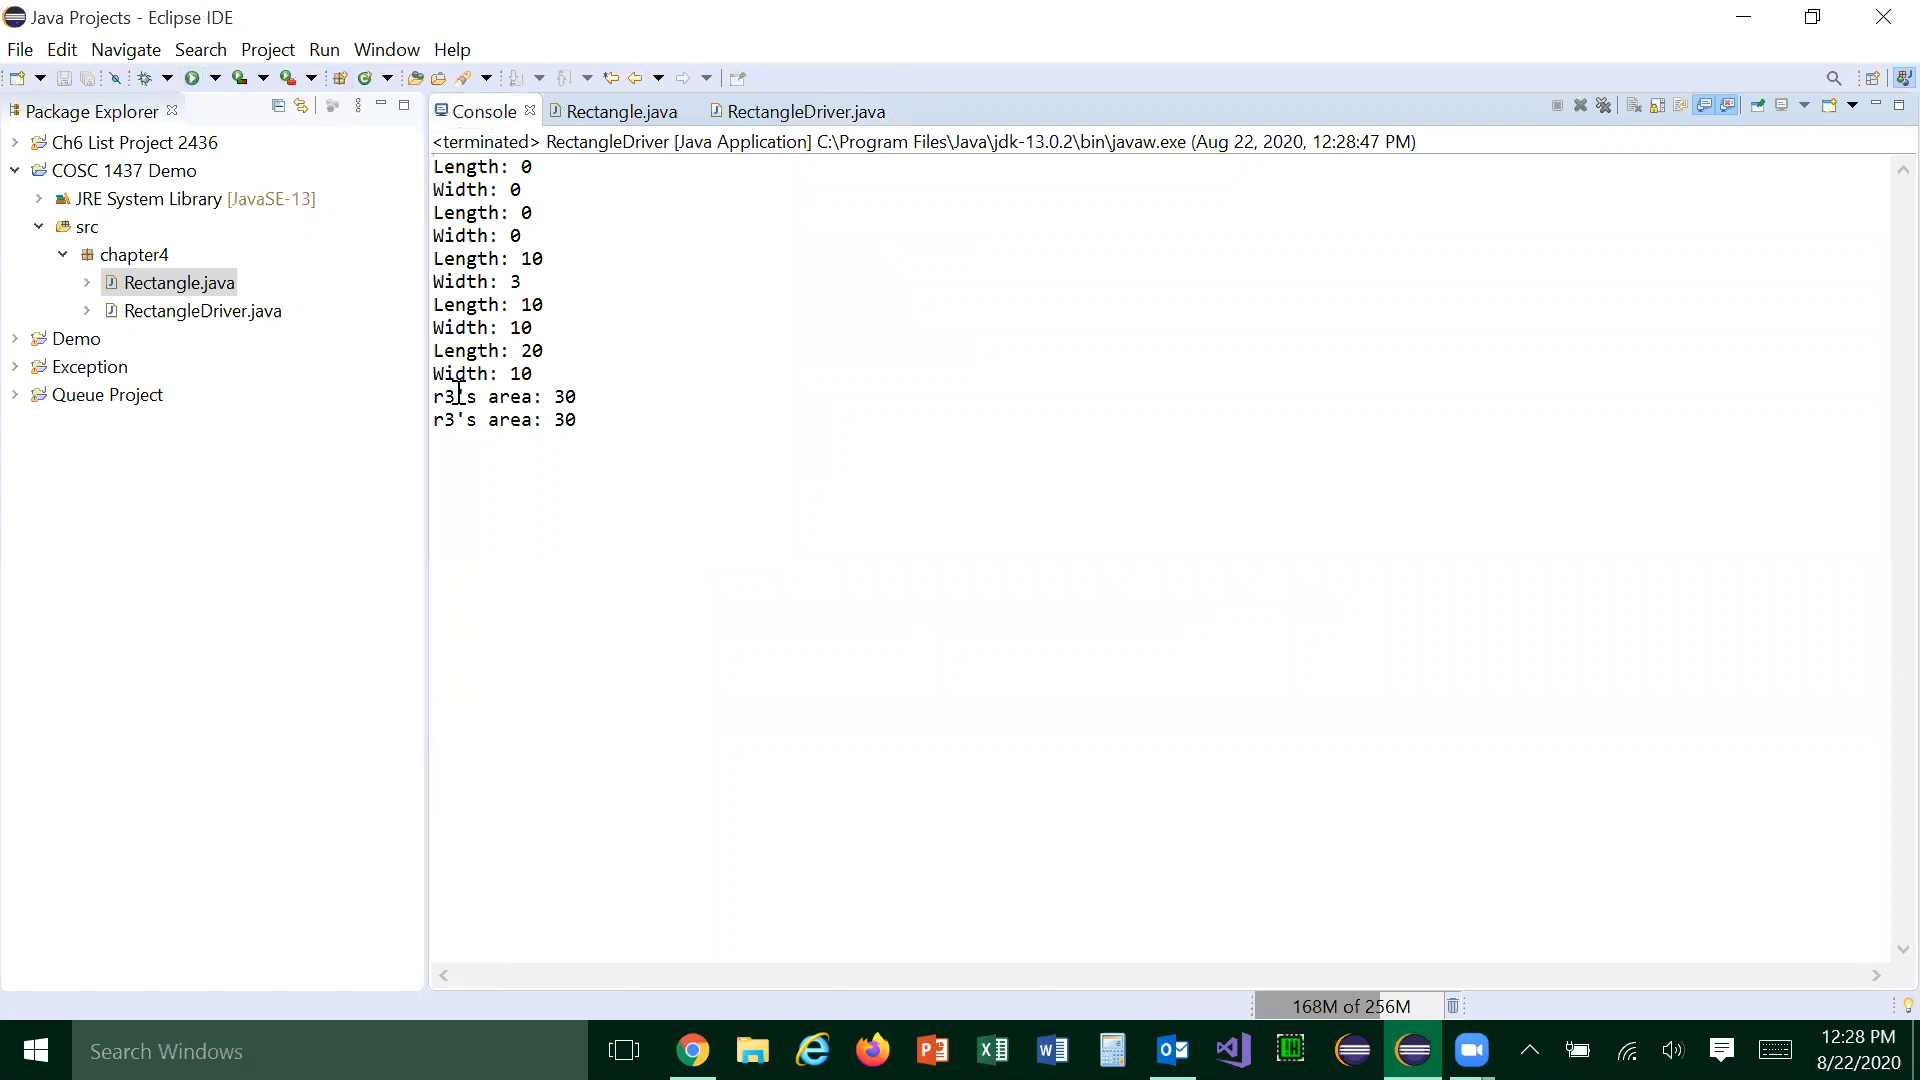 Java Projects - Eclipse IDE
File Edit Navigate Search Project Run Window Help
Package Explorer
Console Rectangle.java RectangleDriver.java
Ch6 List Project 2436
COSC 1437 Demo
JRE System Library [JavaSE-13]
src
chapter4
Rectangle.java
RectangleDriver.java
Demo
Exception
Queue Project
<terminated> RectangleDriver [Java Application] C:\Program Files\Java\jdk-13.0.2\bin\javaw.exe (Aug 22, 2020, 12:28:47 PM)
Length: 0
Width: 0
Length: 0
Width: 0
Length: 10
Width: 3
Length: 10
Width: 10
Length: 20
Width: 10
r3's area: 30
r3's area: 30
168M of 256M
Search Windows
12:28 PM
8/22/2020